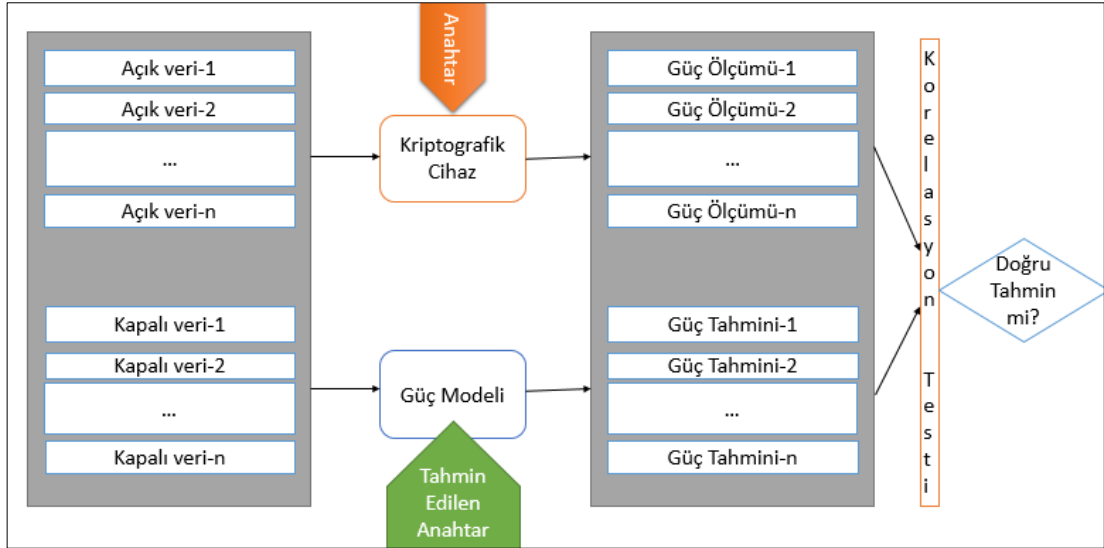 Anahtar
Açık veri-1
Açık veri-2
...
Açık veri-n
Kriptografik
Cihaz
Güç Ölçümü-1
Güç Ölçümü-2
...
Güç Ölçümü-n
Kapalı veri-1
Kapalı veri-2
...
Kapalı veri-n
Güç Modeli
Tahmin
Edilen
Anahtar
Güç Tahmini-1
Güç Tahmini-2
...
Güç Tahmini-n
Korelasyon Testi
Doğru
Tahmin
mi?